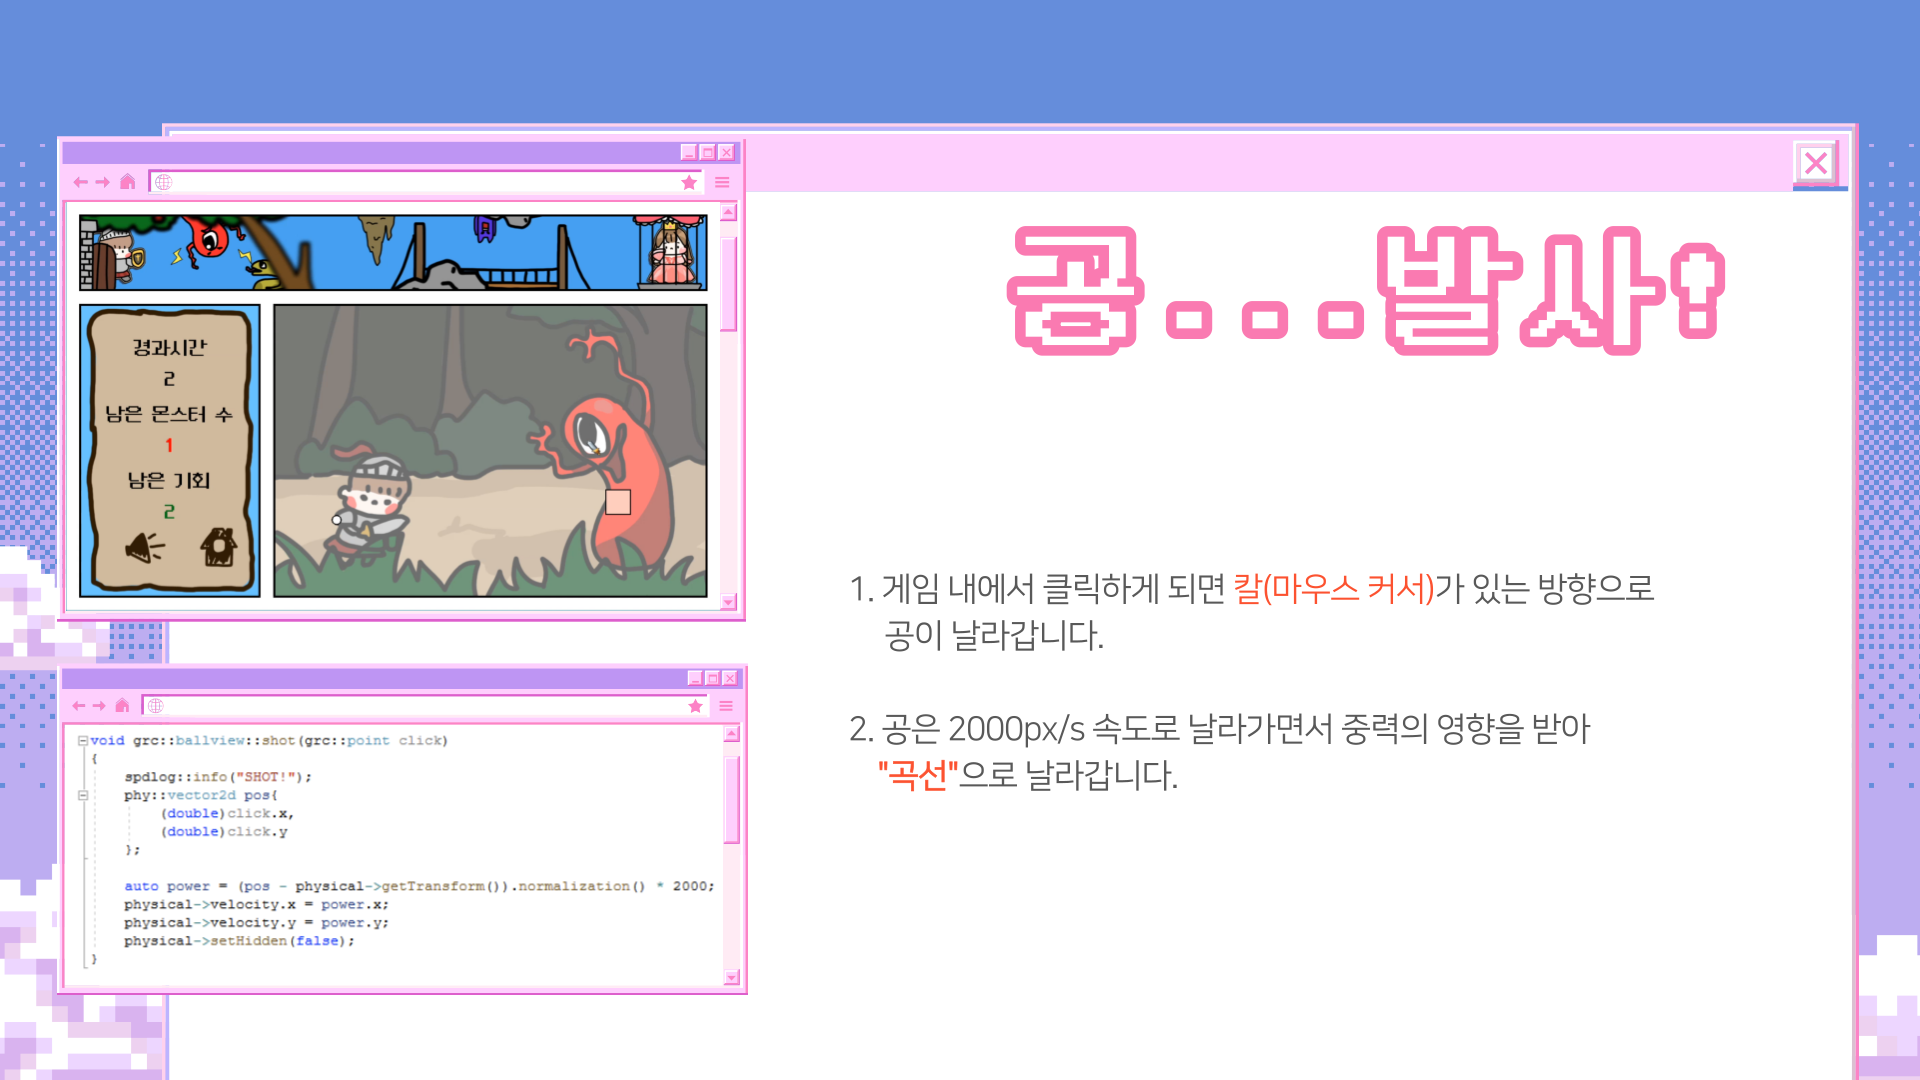 공...발사!
경과시간
2
남은 몬스터 수
1
남은 기회
2
1. 게임 내에서 클릭하게 되면 칼(마우스 커서)가 있는 방향으로
공이 날라갑니다.
2. 공은 2000px/s 속도로 날라가면서 중력의 영향을 받아
"곡선"으로 날라갑니다.
void grc::ballview::shot(grc::point click)
{
spdlog::info("SHOT!");
phy::vector2d pos{
(double)click.x,
(double)click.y
};
auto power = (pos - physical->getTransform()).normalization() * 2000;
physical->velocity.x = power.x;
physical->velocity.y = power.y;
physical->setHidden(false);
}